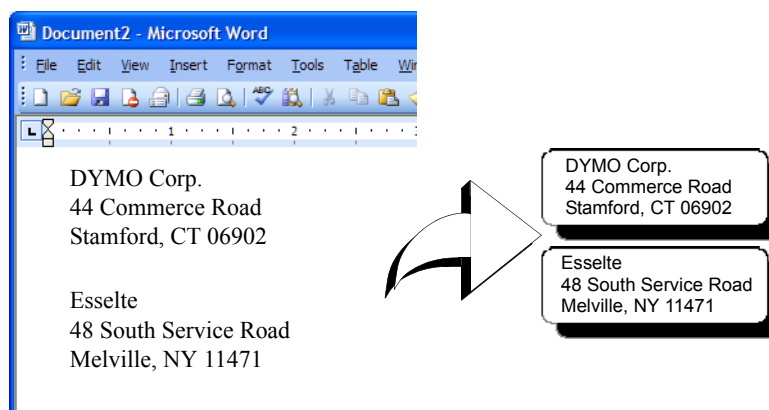 Document2 - Microsoft Word
File Edit View Insert Format Tools Table
ABC
1 2
DYMO Corp.
44 Commerce Road
Stamford, CT 06902
Esselte
48 South Service Road
Melville, NY 11471
DYMO Corp.
44 Commerce Road
Stamford, CT 06902
Esselte
48 South Service Road
Melville, NY 11471